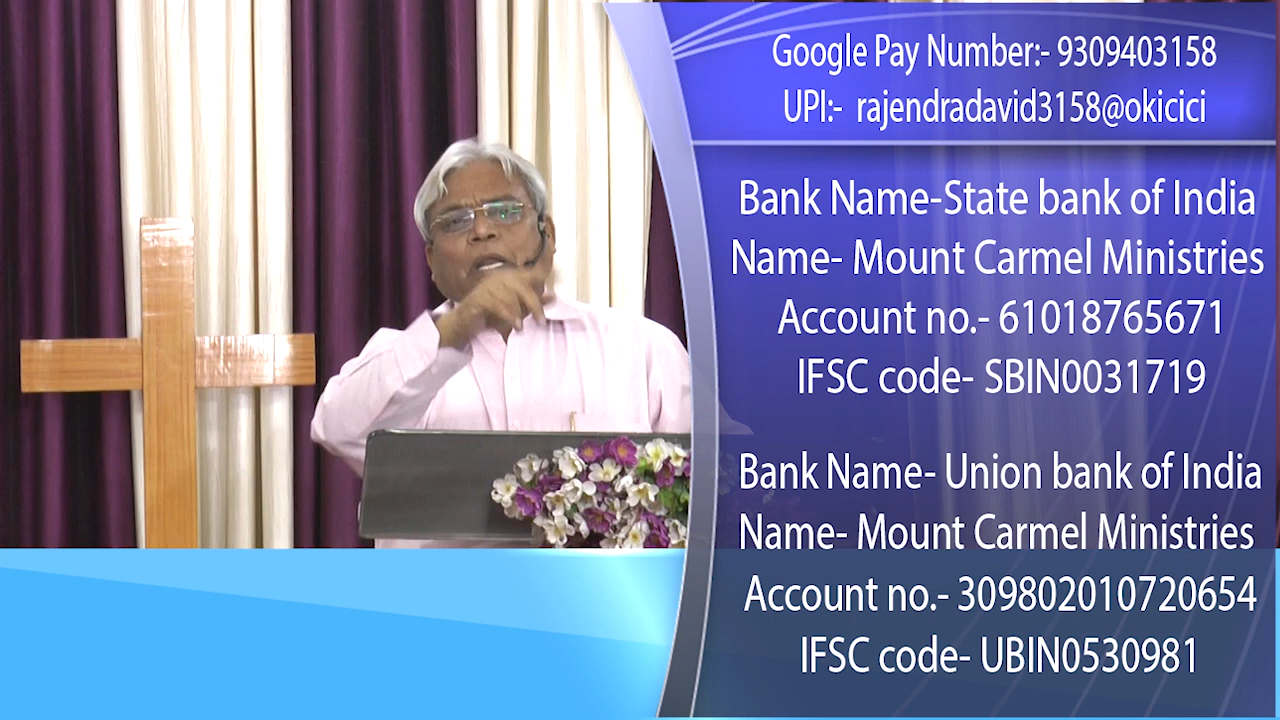 Google Pay Number:- 9309403158
UPI:- rajendradavid3158@okicici
Bank Name-State bank of India
Name- Mount Carmel Ministries
Account no.- 61018765671
IFSC code- SBIN0031719
Bank Name- Union bank of India
Name- Mount Carmel Ministries
Account no.- 309802010720654
IFSC code- UBIN0530981